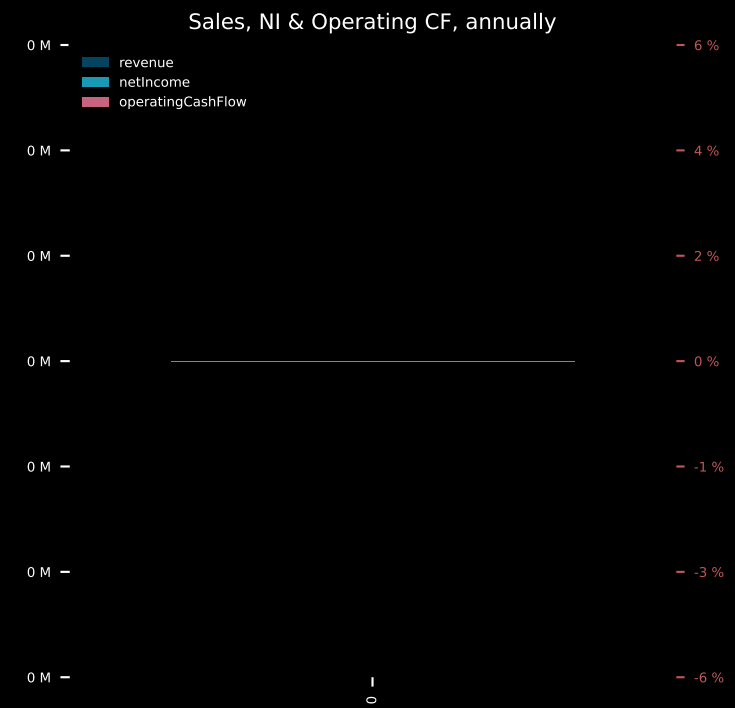 Sales, NI & Operating CF, annually
0 M
6 %
revenue
netIncome
operatingCashFlow
0 M
4 %
0 M
2 %
0 M
0 %
0 M
-1 %
0 M
-3 %
0 M
-6 %
0